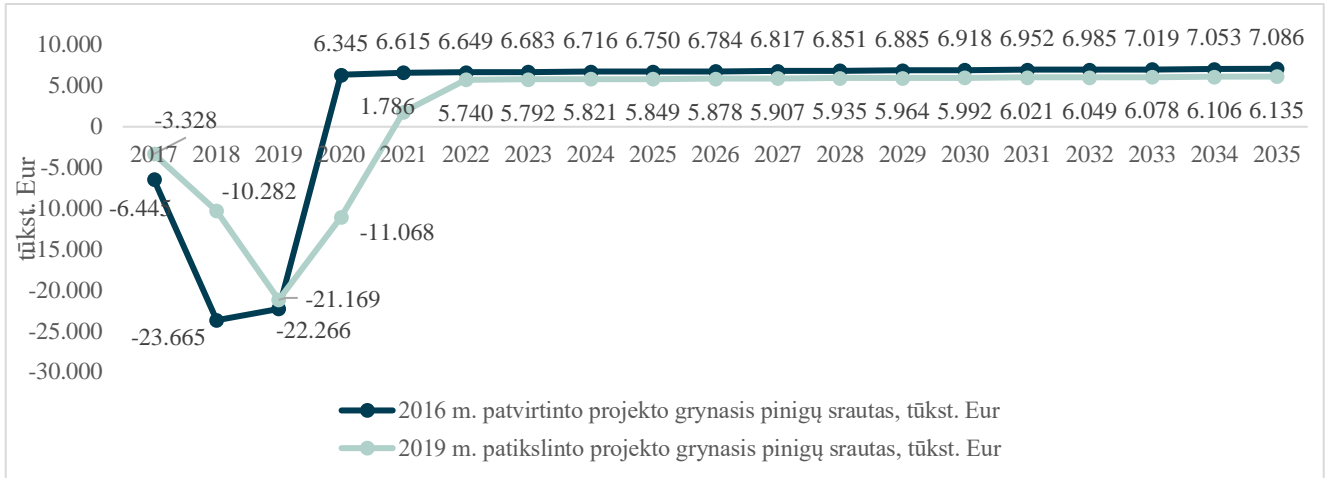 10.000
5.000
0
-5.000
-10.000
-15.000
-20.000
-25.000
-30.000
tūkst. Eur
6.345 6.615 6.649 6.683 6.716 6.750 6.784 6.817 6.851 6.885 6.918 6.952 6.985 7.019 7.053 7.086
1.786 5.740 5.792 5.821 5.849 5.878 5.907 5.935 5.964 5.992 6.021 6.049 6.078 6.106 6.135
-3.328
2017 2018 2019 2020 2021 2022 2023 2024 2025 2026 2027 2028 2029 2030 2031 2032 2033 2034 2035
-6.445
-10.282
-11.068
-21.169
-23.665
-22.266
2016 m. patvirtinto projekto grynasis pinigų srautas, tūkst. Eur
2019 m. patikslinto projekto grynasis pinigų srautas, tūkst. Eur